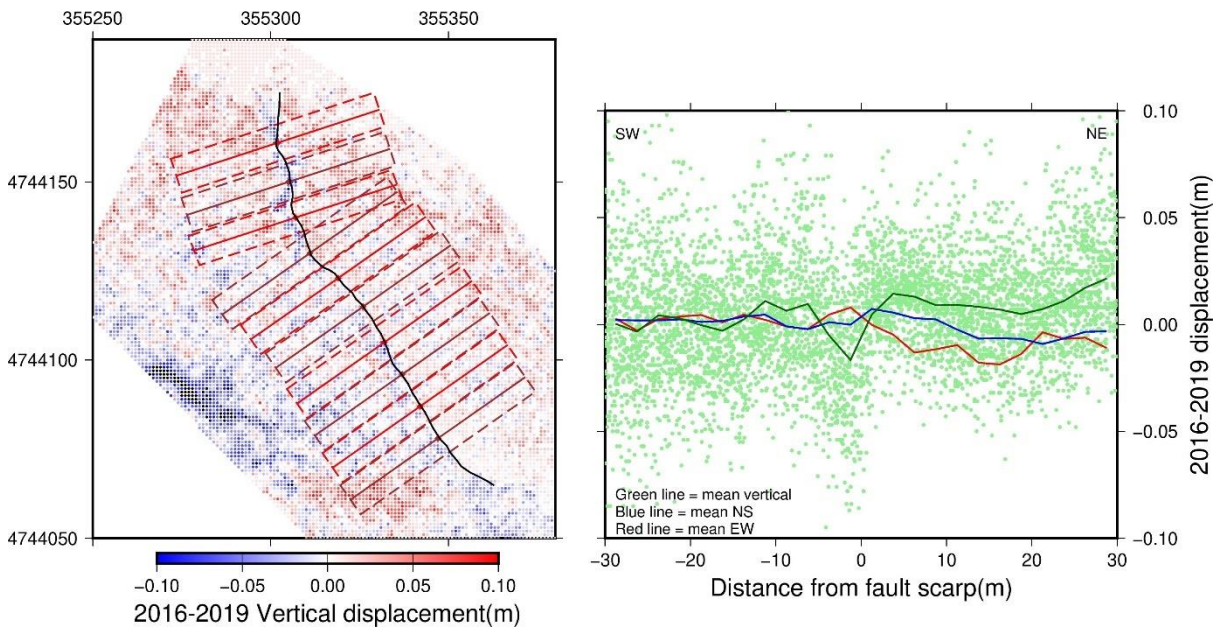 355250 355300 355350
4744150
4744100
4744050
−0.10 −0.05 0.00 0.05 0.10
2016-2019 Vertical displacement(m)
SW NE
0.10
0.05
0.00
−0.05
−0.10
2016-2019 displacement(m)
Green line = mean vertical
Blue line = mean NS
Red line = mean EW
−30 −20 −10 0 10 20 30
Distance from fault scarp(m)